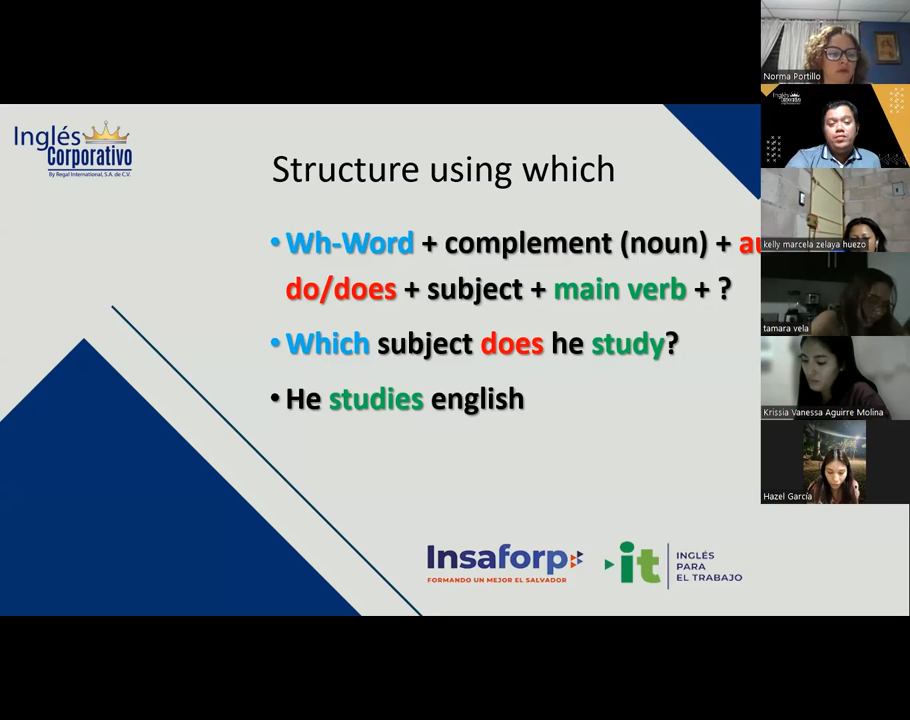 Inglés
Corporativo
By Regal International, S.A. de C.V.
Structure using which
•Wh-Word + complement (noun) +
do/does + subject + main verb + ?
•Which subject does he study?
•He studies english
Insaforp
FORMANDO UN MEJOR EL SALVADOR
it
INGLÉS
PARA
EL TRABAJO
Norma Portillo
Inglés
Corporativo
kelly marcela zelaya huezo
tamara vela
Krissia Vanessa Aguirre Molina
Hazel García